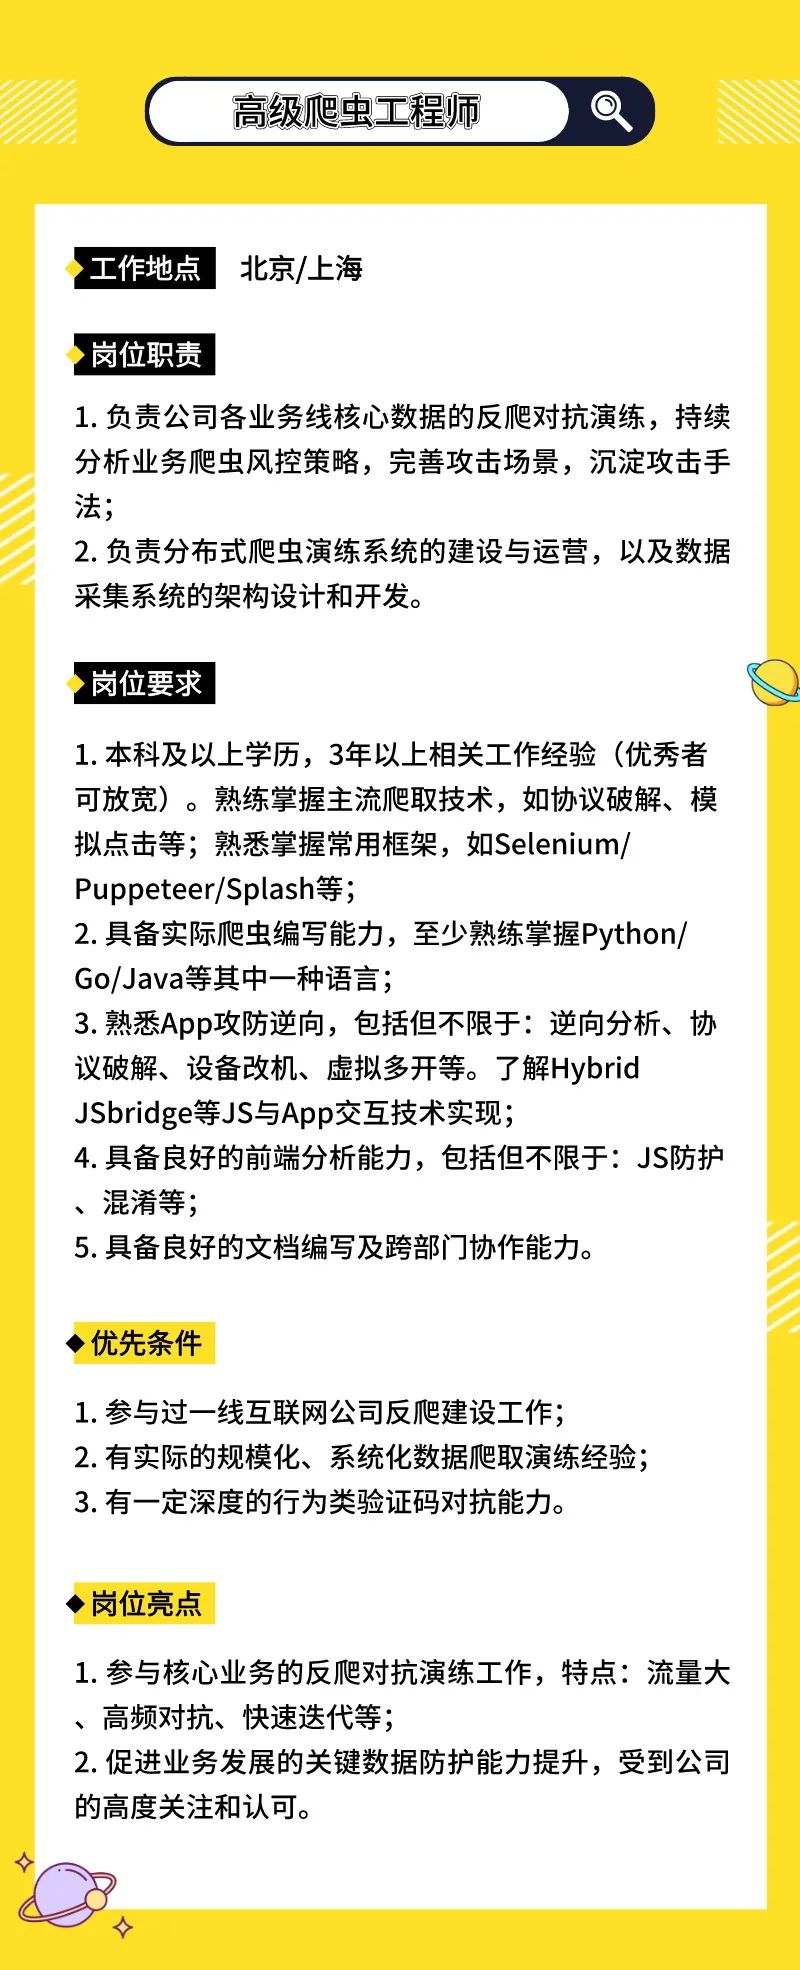 高级爬虫工程师
工作地点 北京/上海
岗位职责
1. 负责公司各业务线核心数据的反爬对抗演练，持续
分析业务爬虫风控策略，完善攻击场景，沉淀攻击手
法；
2. 负责分布式爬虫演练系统的建设与运营，以及数据
采集系统的架构设计和开发。
岗位要求
1. 本科及以上学历，3年以上相关工作经验（优秀者
可放宽）。熟练掌握主流爬取技术，如协议破解、模
拟点击等；熟悉掌握常用框架，如Selenium/
Puppeteer/Splash等；
2. 具备实际爬虫编写能力，至少熟练掌握Python/
Go/Java等其中一种语言；
3. 熟悉App攻防逆向，包括但不限于：逆向分析、协
议破解、设备改机、虚拟多开等。了解Hybrid
JSbridge等JS与App交互技术实现；
4. 具备良好的前端分析能力，包括但不限于：JS防护
、混淆等；
5. 具备良好的文档编写及跨部门协作能力。
优先条件
1. 参与过一线互联网公司反爬建设工作；
2. 有实际的规模化、系统化数据爬取演练经验；
3. 有一定深度的行为类验证码对抗能力。
岗位亮点
1. 参与核心业务的反爬对抗演练工作，特点：流量大
、高频对抗、快速迭代等；
2. 促进业务发展的关键数据防护能力提升，受到公司
的高度关注和认可。